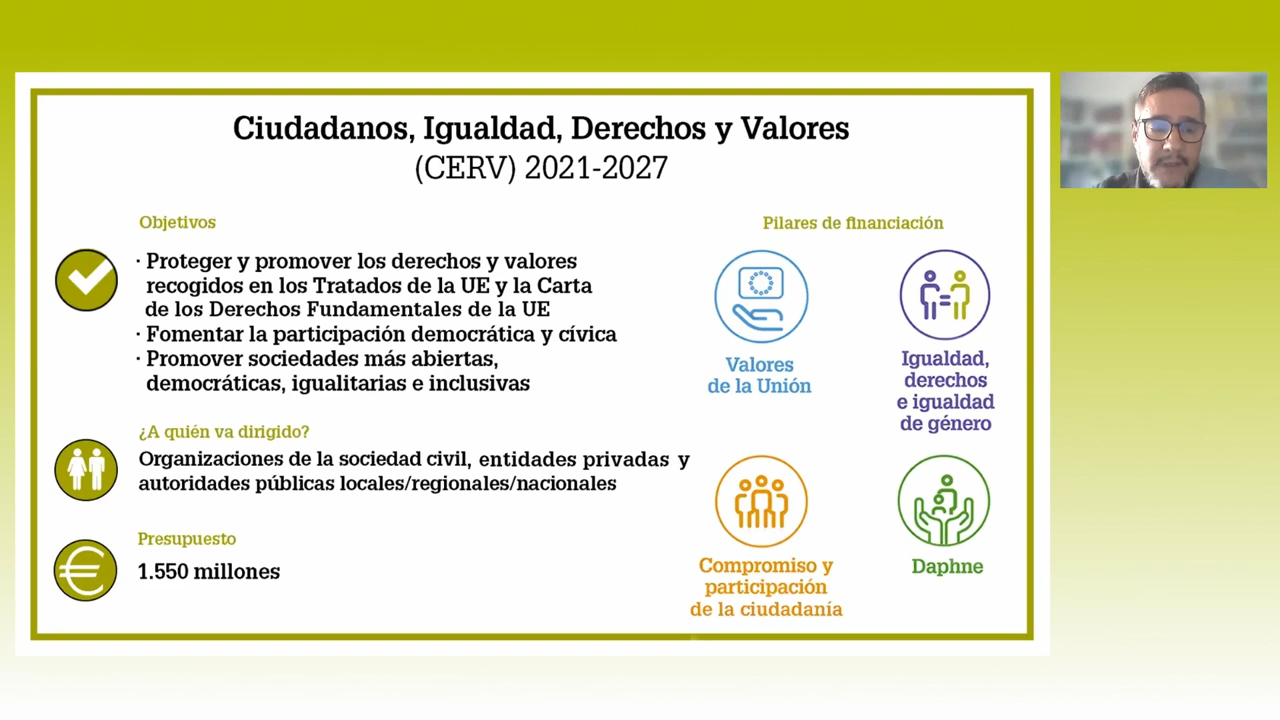 Ciudadanos, Igualdad, Derechos y Valores
(CERV) 2021-2027
Objetivos
· Proteger y promover los derechos y valores
recogidos en los Tratados de la UE y la Carta
de los Derechos Fundamentales de la UE
· Fomentar la participación democrática y cívica
· Promover sociedades más abiertas,
democráticas, igualitarias e inclusivas
¿A quién va dirigido?
Organizaciones de la sociedad civil, entidades privadas y
autoridades públicas locales/regionales/nacionales
Presupuesto
€
1.550 millones
Pilares de financiación
Valores
de la Unión
Igualdad,
derechos
e igualdad
de género
Compromiso y
participación
de la ciudadanía
Daphne